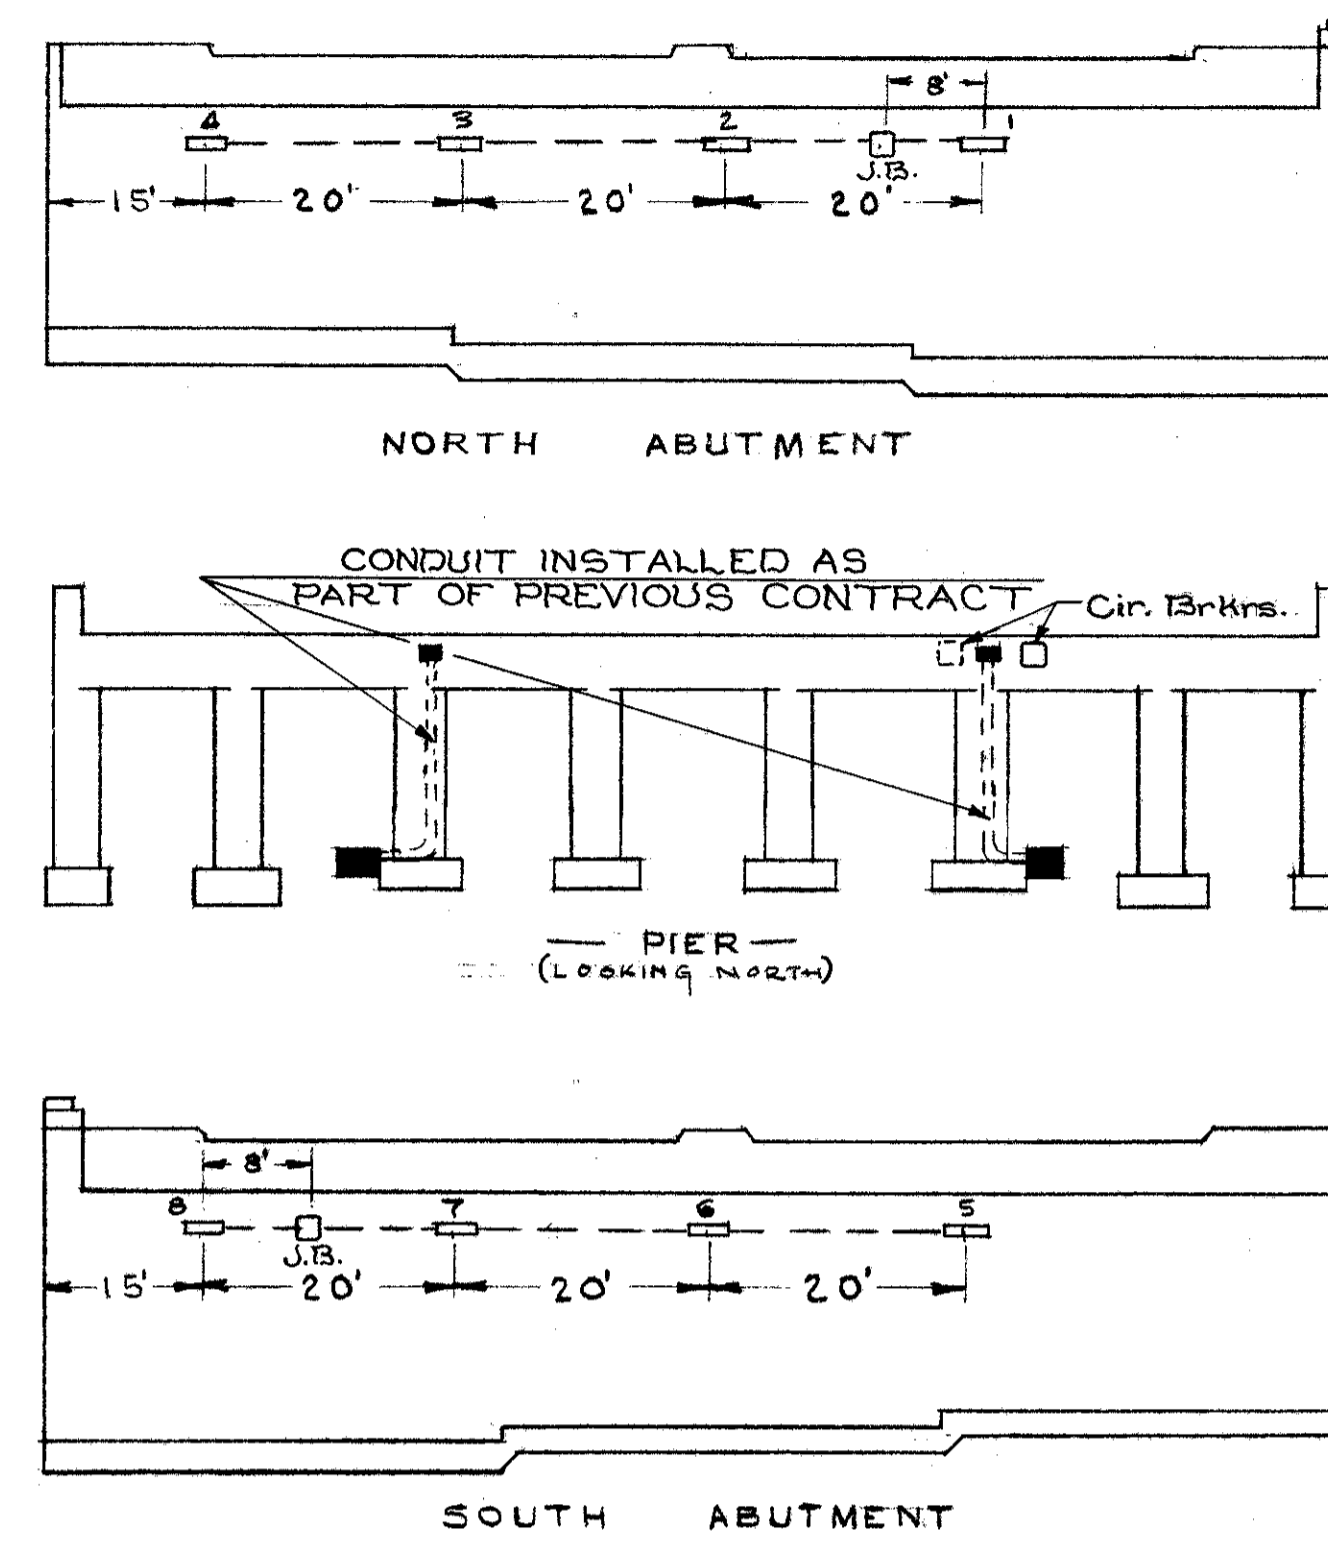 8'
4 3 2 1
J.B.
15' 20' 20' 20'
NORTH ABUTMENT
CONDUIT INSTALLED AS
PART OF PREVIOUS CONTRACT
Cir. Brkrs.
PIER
(LOOKING NORTH)
8'
8 7 6 5
J.B.
15' 20' 20' 20'
SOUTH ABUTMENT